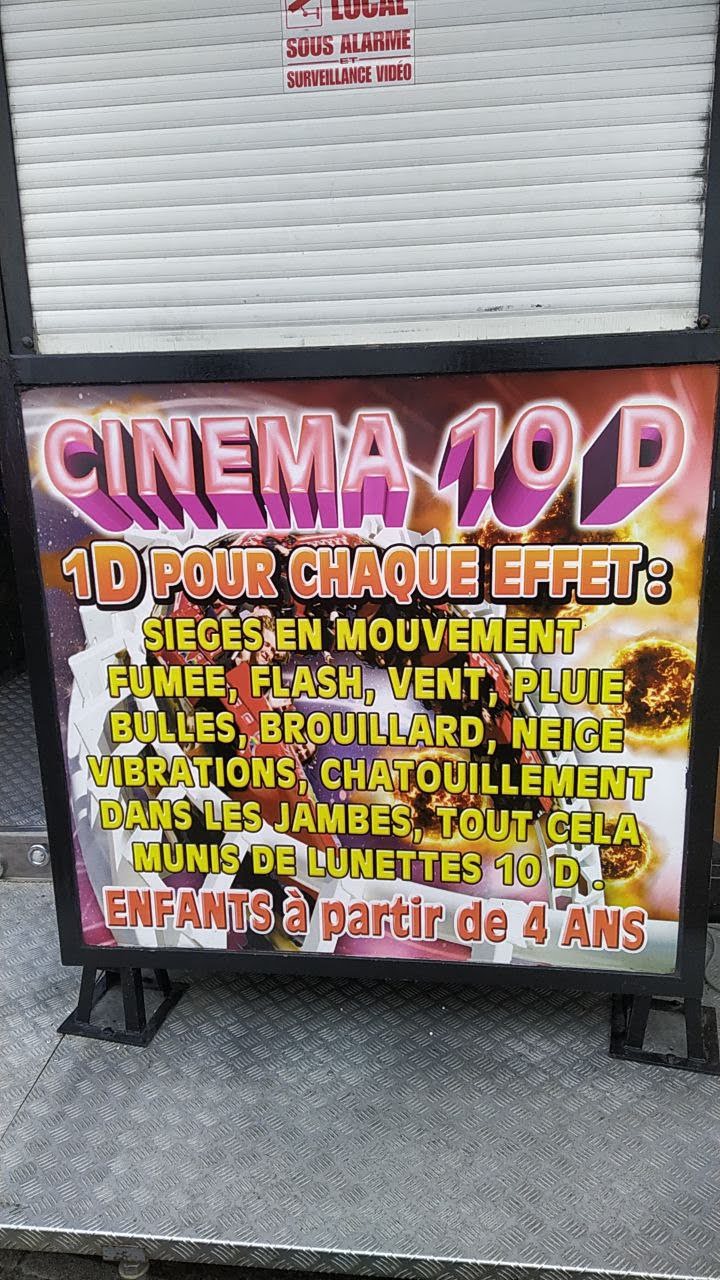 LOCAL
SOUS ALARME
ET
SURVEILLANCE VIDÉO
CINEMA 10 D
1D POUR CHAQUE EFFET :
SIEGES EN MOUVEMENT
FUMEE, FLASH, VENT, PLUIE
BULLES, BROUILLARD, NEIGE
VIBRATIONS, CHATOUILLEMENT
DANS LES JAMBES, TOUT CELA
MUNIS DE LUNETTES 10 D .
ENFANTS à partir de 4 ANS